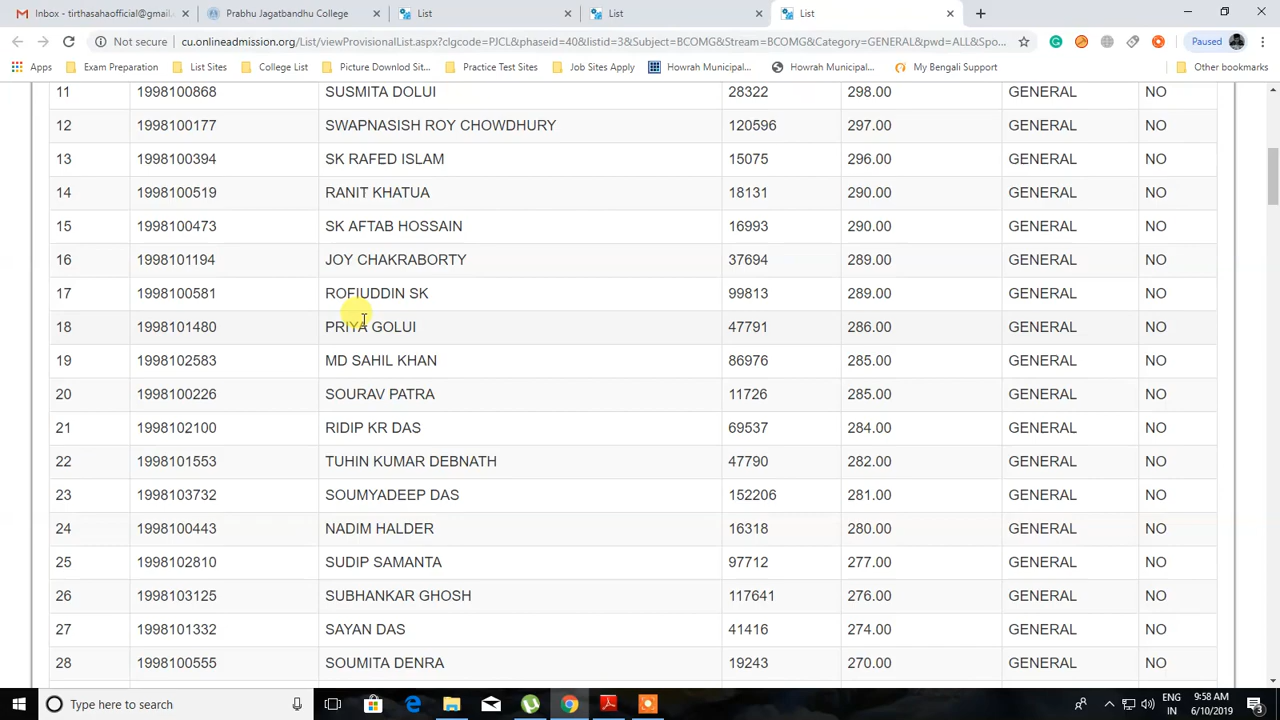 Inbox - tirthasahaofficial@gmail.
Prabhu Jagatbandhu College
List
List
List
Not secure
cu.onlineadmission.org/List/viewProvisionalList.aspx?clgcode=PJCL&phaseid=40&listid=3&Subject=BCOMG&Stream=BCOMG&Category=GENERAL&pwd=ALL&Spo...
Paused
Apps
Exam Preparation
List Sites
College List
Picture Downlod Sit...
Practice Test Sites
Job Sites Apply
Howrah Municipal...
Howrah Municipal...
My Bengali Support
Other bookmarks
11 1998100868 SUSMITA DOLUI 28322 298.00 GENERAL NO
12 1998100177 SWAPNASISH ROY CHOWDHURY 120596 297.00 GENERAL NO
13 1998100394 SK RAFED ISLAM 15075 296.00 GENERAL NO
14 1998100519 RANIT KHATUA 18131 290.00 GENERAL NO
15 1998100473 SK AFTAB HOSSAIN 16993 290.00 GENERAL NO
16 1998101194 JOY CHAKRABORTY 37694 289.00 GENERAL NO
17 1998100581 ROFIUDDIN SK 99813 289.00 GENERAL NO
18 1998101480 PRIYA GOLUI 47791 286.00 GENERAL NO
19 1998102583 MD SAHIL KHAN 86976 285.00 GENERAL NO
20 1998100226 SOURAV PATRA 11726 285.00 GENERAL NO
21 1998102100 RIDIP KR DAS 69537 284.00 GENERAL NO
22 1998101553 TUHIN KUMAR DEBNATH 47790 282.00 GENERAL NO
23 1998103732 SOUMYADEEP DAS 152206 281.00 GENERAL NO
24 1998100443 NADIM HALDER 16318 280.00 GENERAL NO
25 1998102810 SUDIP SAMANTA 97712 277.00 GENERAL NO
26 1998103125 SUBHANKAR GHOSH 117641 276.00 GENERAL NO
27 1998101332 SAYAN DAS 41416 274.00 GENERAL NO
28 1998100555 SOUMITA DENRA 19243 270.00 GENERAL NO
Type here to search
ENG
IN
9:58 AM
6/10/2019
3